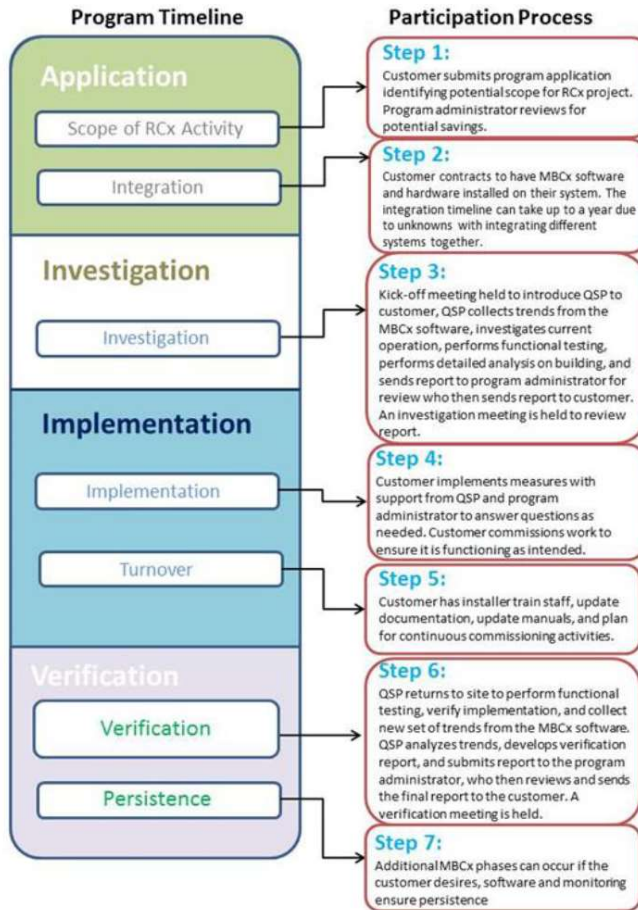 Program Timeline
Participation Process
Application
Scope of RCx Activity
Integration
Investigation
Investigation
Implementation
Implementation
Turnover
Verification
Verification
Persistence
Step 1:
Customer submits program application
identifying potential scope for RCx project.
Program administrator reviews for
potential savings.
Step 2:
Customer contracts to have MBCx software
and hardware installed on their system. The
integration timeline can take up to a year due
to unknowns with integrating different
systems together.
Step 3:
Kick-off meeting held to introduce QSP to
customer, QSP collects trends from the
MBCx software, investigates current
operation, performs functional testing,
performs detailed analysis on building, and
sends report to program administrator for
review who then sends report to customer.
An investigation meeting is held to review
report.
Step 4:
Customer implements measures with
support from QSP and program
administrator to answer questions as
needed. Customer commissions work to
ensure it is functioning as intended.
Step 5:
Customer has installer train staff, update
documentation, update manuals, and plan
for continuous commissioning activities.
Step 6:
QSP returns to site to perform functional
testing, verify implementation, and collect
new set of trends from the MBCx software.
QSP analyzes trends, develops verification
report, and submits report to the program
administrator, who then reviews and sends
the final report to the customer. A
verification meeting is held.
Step 7:
Additional MBCx phases can occur if the
customer desires, software and monitoring
ensure persistence